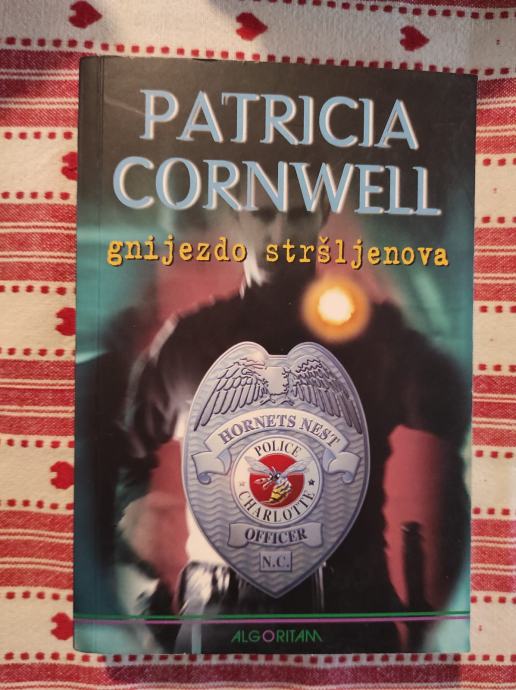 PATRICIA
CORNWELL
gnijezdo stršljenova
HORNETS NEST
POLICE
CHARLOTTE
OFFICER
N.C.
ALGORITAM